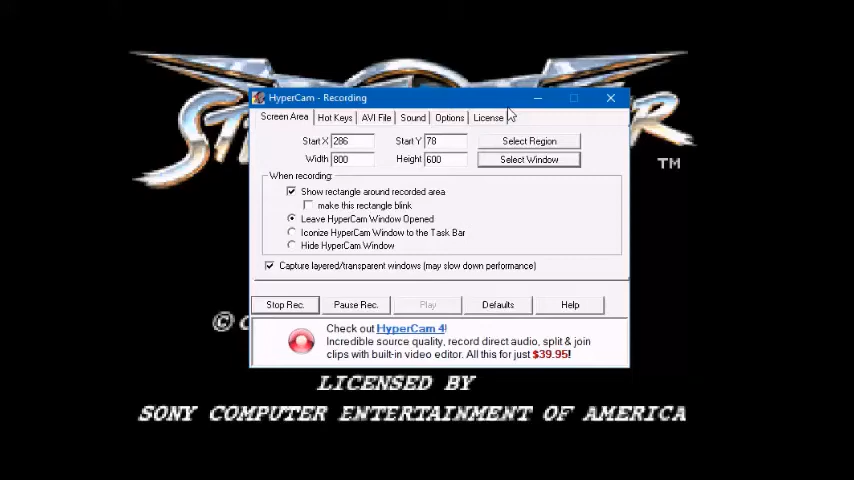 HyperCam - Recording
Screen Area Hot Keys AVI File Sound Options License
Start X 286 Start Y 78 Select Region
Width 800 Height 600 Select Window
When recording:
Show rectangle around recorded area
make this rectangle blink
Leave HyperCam Window Opened
Iconize HyperCam Window to the Task Bar
Hide HyperCam Window
Capture layered/transparent windows (may slow down performance)
Stop Rec. Pause Rec. Play Defaults Help
Check out HyperCam 4!
Incredible source quality, record direct audio, split & join
clips with built-in video editor. All this for just $39.95!
TM
©
LICENSED BY
SONY COMPUTER ENTERTAINMENT OF AMERICA